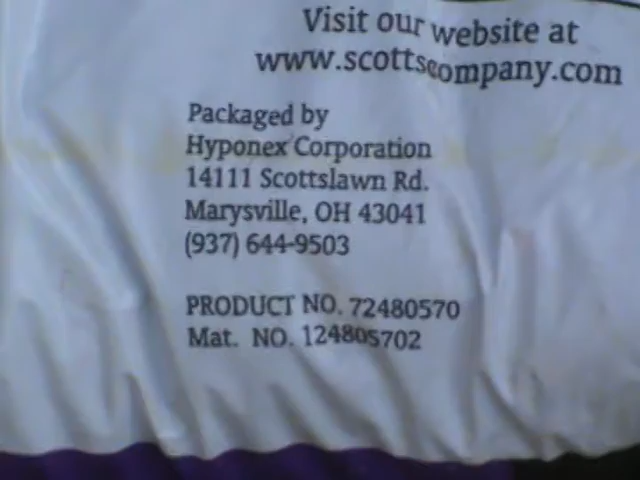 Visit our website at
www.scottscompany.com
Packaged by
Hyponex Corporation
14111 Scottslawn Rd.
Marysville, OH 43041
(937) 644-9503
PRODUCT NO. 72480570
Mat. NO. 124805702